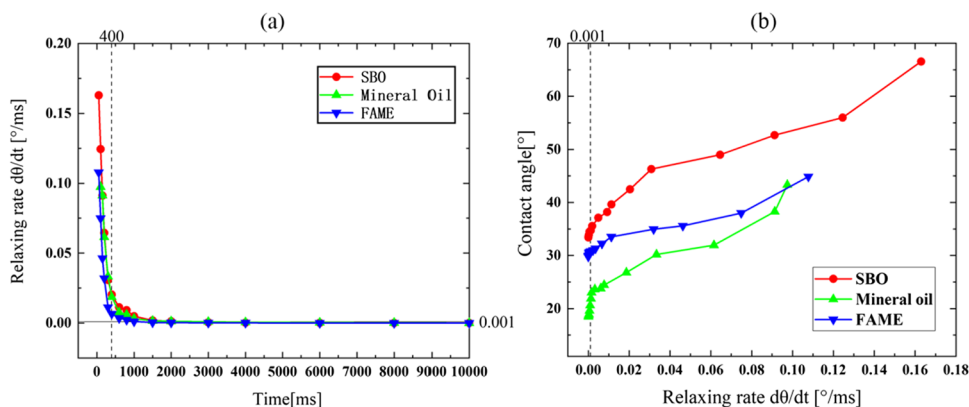 (a)
400
0.20
0.15
0.10
0.05
0.00
Relaxing rate dθ/dt [°/ms]
SBO
Mineral Oil
FAME
0.001
0 1000 2000 3000 4000 5000 6000 7000 8000 9000 10000
Time[ms]
(b)
0.001
70
60
50
40
30
20
10
Contact angle[°]
SBO
Mineral oil
FAME
0.00 0.02 0.04 0.06 0.08 0.10 0.12 0.14 0.16 0.18
Relaxing rate dθ/dt [°/ms]